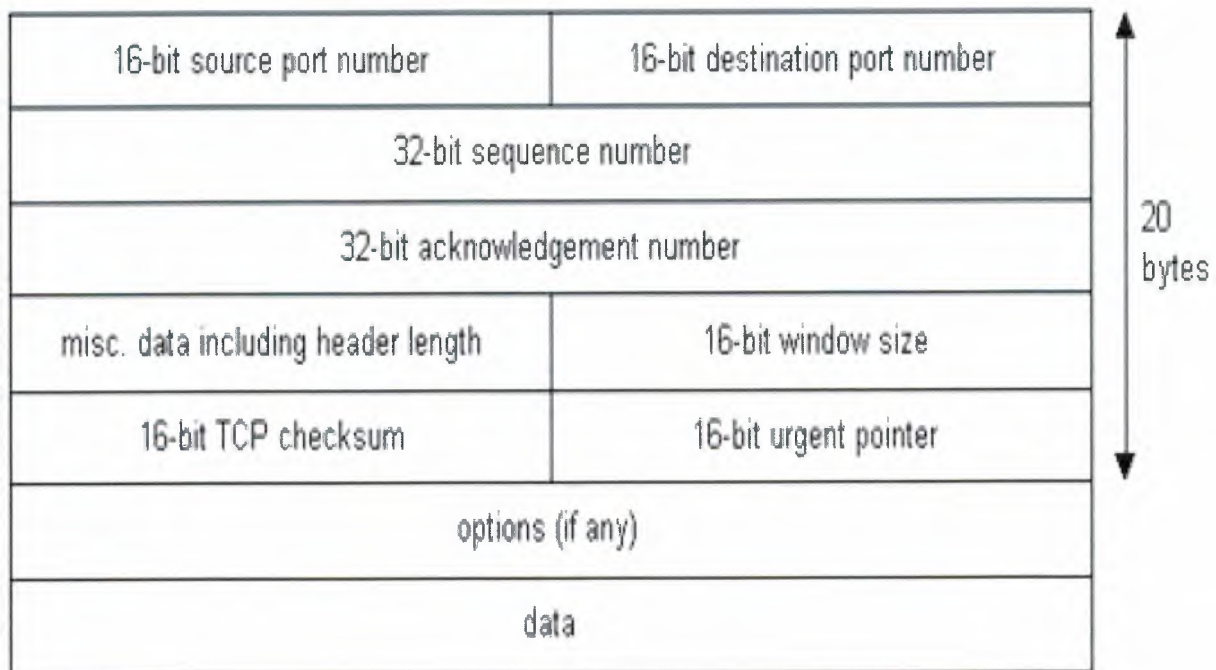 16-bit source port number
16-bit destination port number
32-bit sequence number
32-bit acknowledgement number
20
bytes
misc. data including header length
16-bit window size
16-bit TCP checksum
16-bit urgent pointer
options (if any)
data